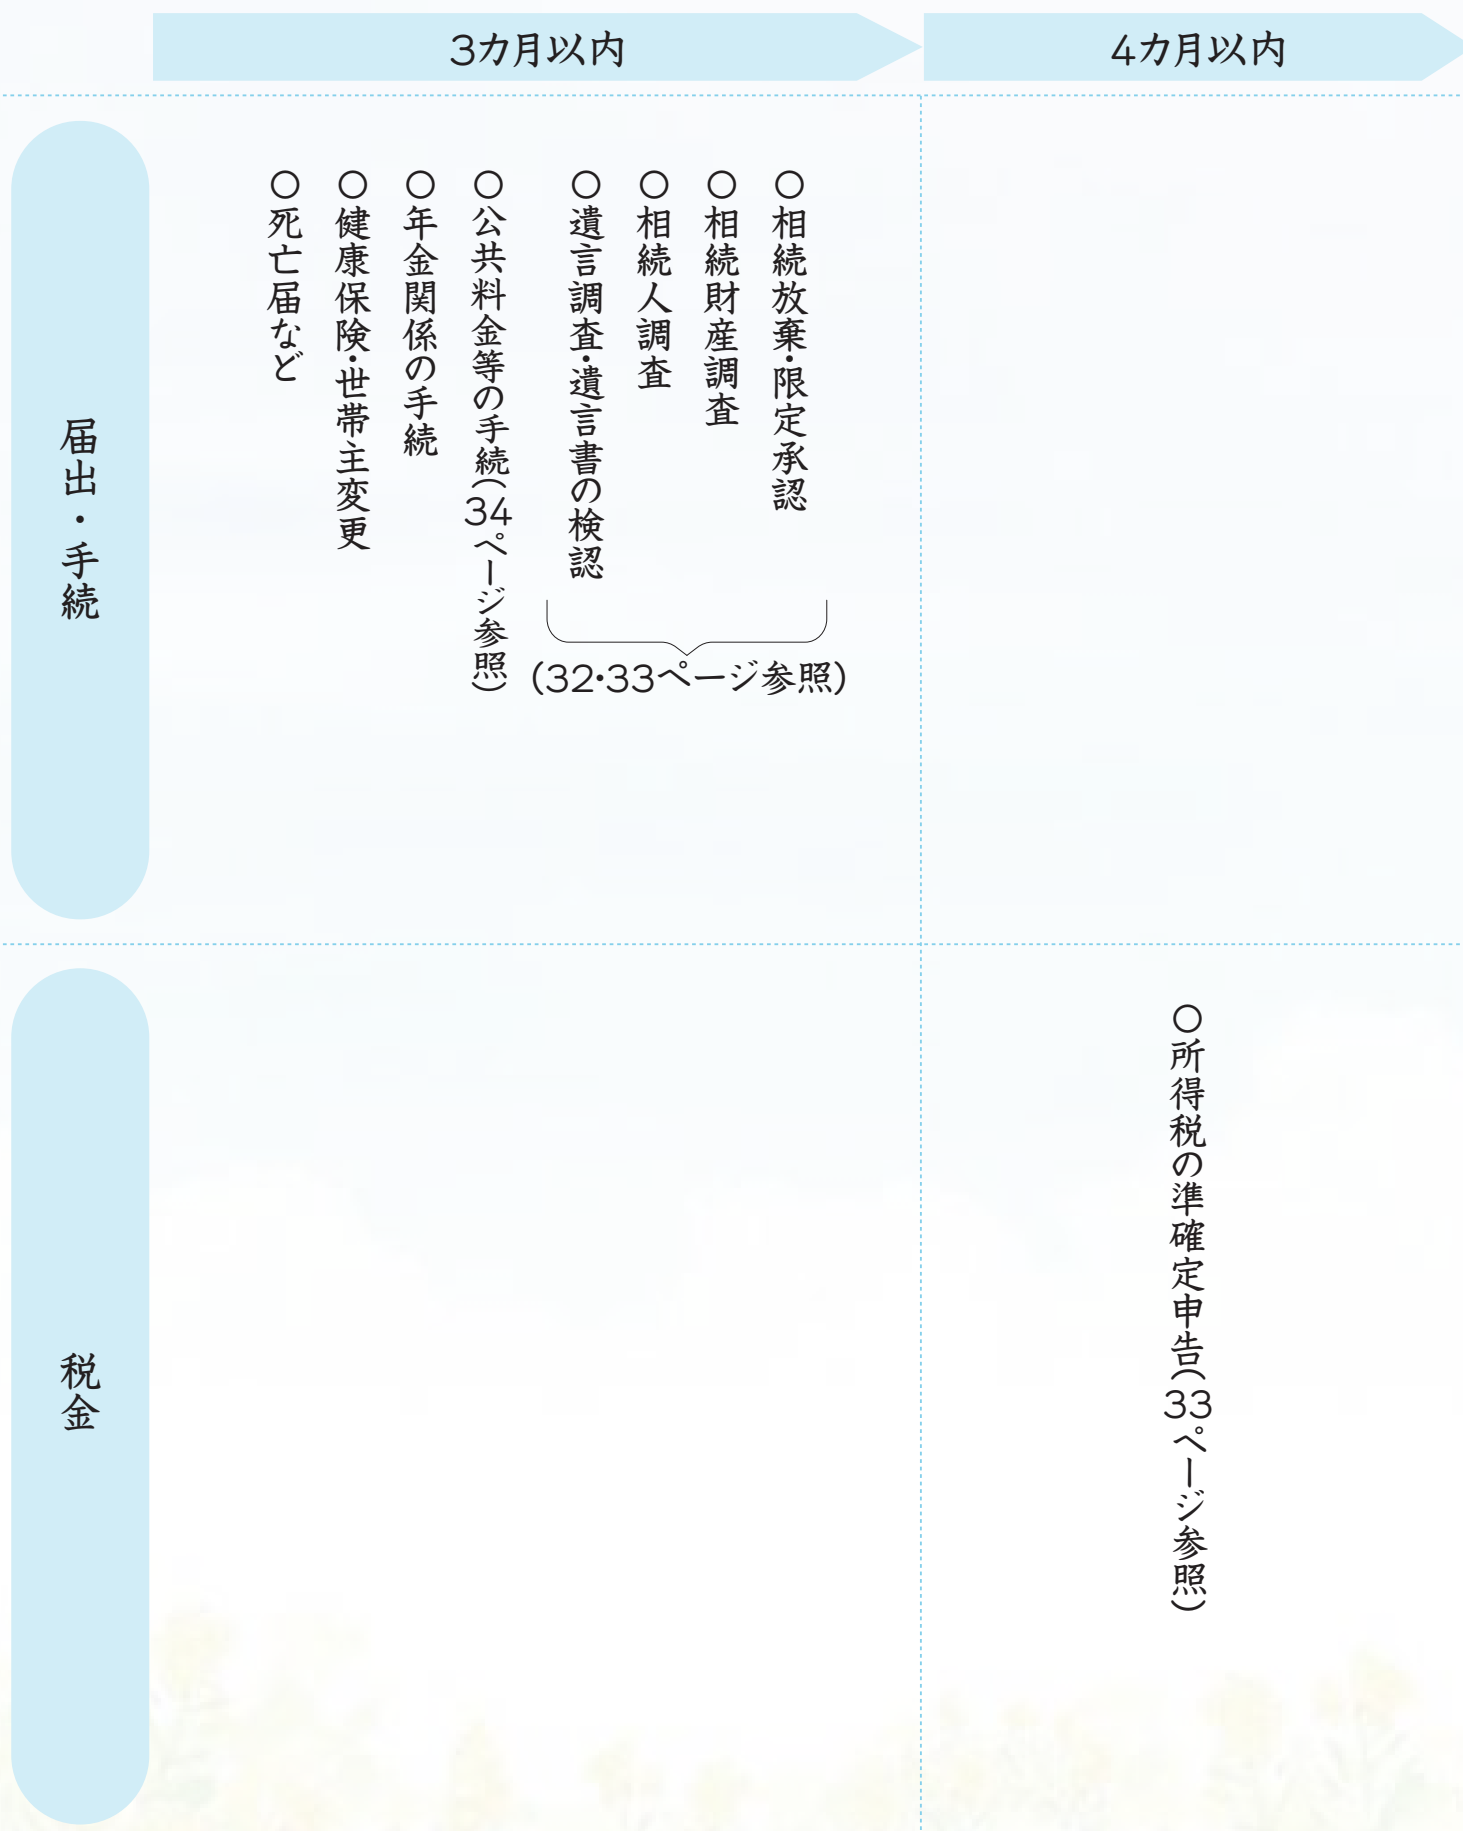 3カ月以内
4カ月以内
届出・手続
○死亡届など
○健康保険・世帯主変更
○年金関係の手続
○公共料金等の手続(34ページ参照)
○遺言調査・遺言書の検認
○相続人調査
○相続財産調査
○相続放棄・限定承認
(32・33ページ参照)
税金
○所得税の準確定申告(33ページ参照)